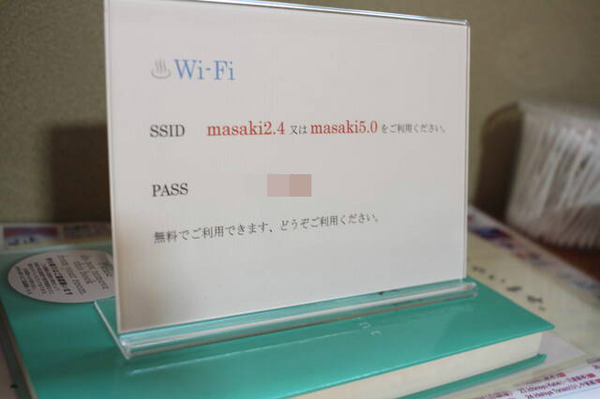 ♨Wi-Fi
SSID masaki2.4 又は masaki5.0 をご利用ください。
PASS
無料でご利用できます、どうぞご利用ください。